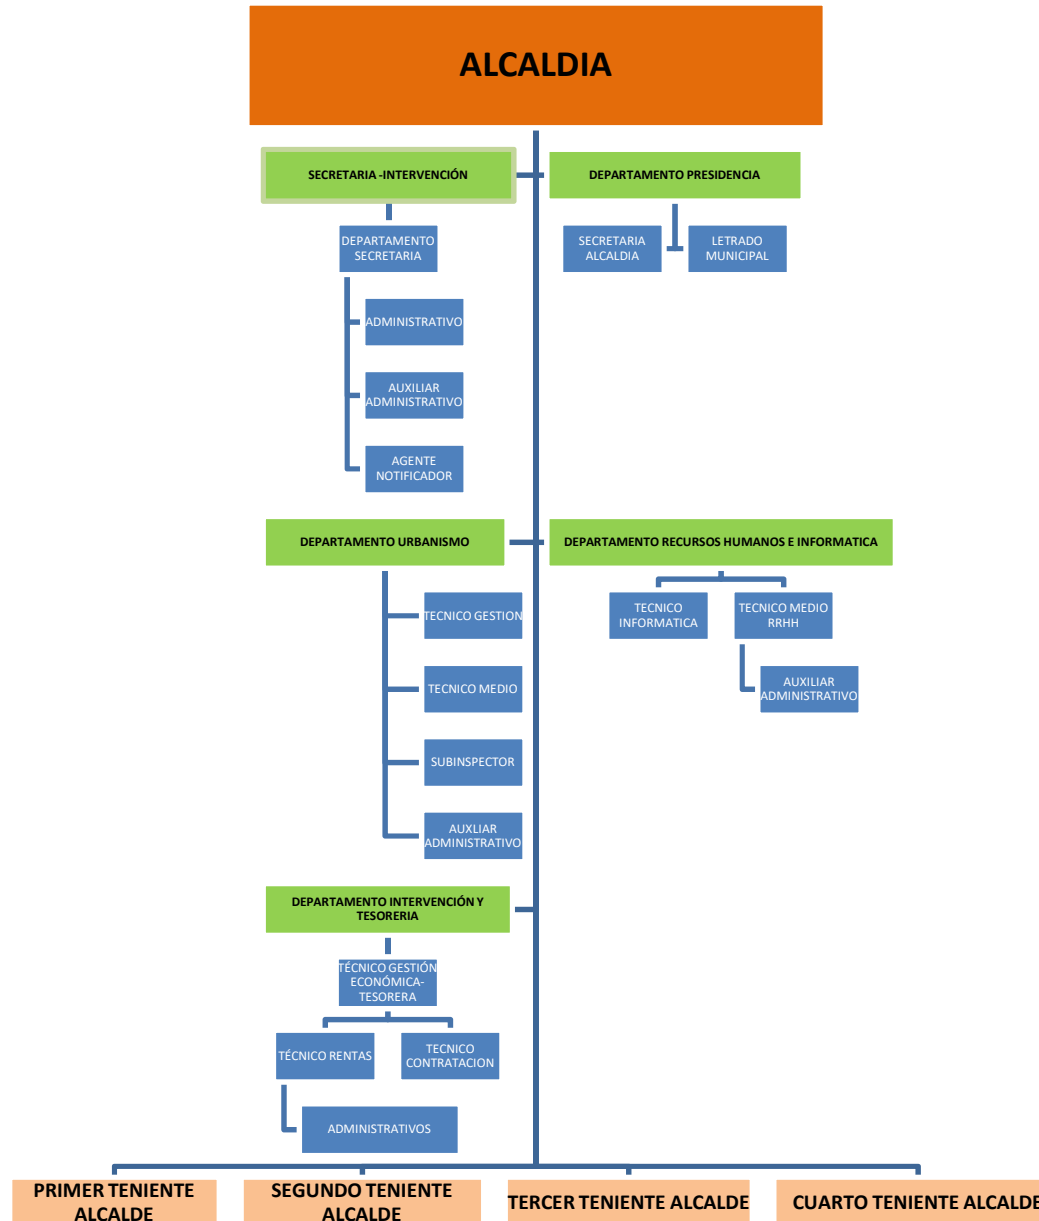 ALCALDIA
SECRETARIA -INTERVENCIÓN
DEPARTAMENTO PRESIDENCIA
DEPARTAMENTO
SECRETARIA
SECRETARIA
ALCALDIA
LETRADO
MUNICIPAL
ADMINISTRATIVO
AUXILIAR
ADMINISTRATIVO
AGENTE
NOTIFICADOR
DEPARTAMENTO URBANISMO
DEPARTAMENTO RECURSOS HUMANOS E INFORMATICA
TECNICO GESTION
TECNICO MEDIO
SUBINSPECTOR
AUXLIAR
ADMINISTRATIVO
TECNICO
INFORMATICA
TECNICO MEDIO
RRHH
AUXILIAR
ADMINISTRATIVO
DEPARTAMENTO INTERVENCIÓN Y
TESORERIA
TÉCNICO GESTIÓN
ECONÓMICA-
TESORERA
TÉCNICO RENTAS
TECNICO
CONTRATACION
ADMINISTRATIVOS
PRIMER TENIENTE
ALCALDE
SEGUNDO TENIENTE
ALCALDE
TERCER TENIENTE ALCALDE
CUARTO TENIENTE ALCALDE